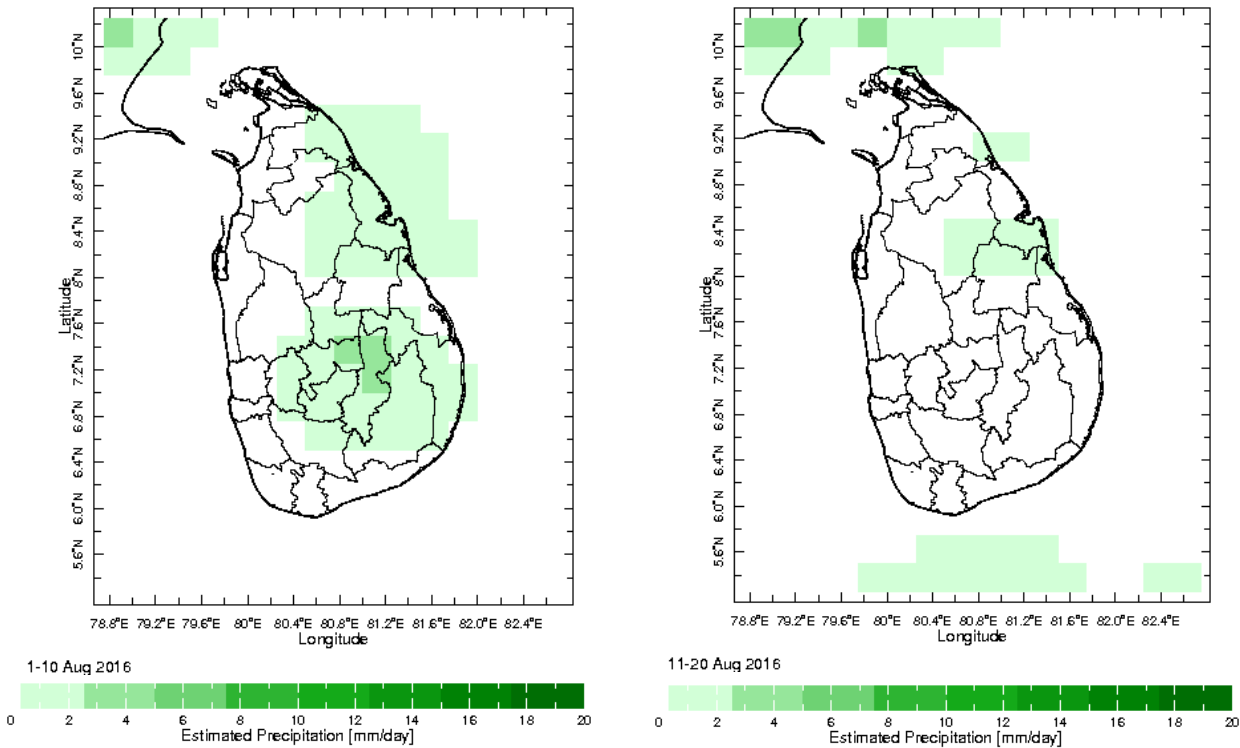 10°N
9.6°N
9.2°N
8.8°N
8.4°N
8°N
7.6°N
7.2°N
6.8°N
6.4°N
6.0°N
5.6°N
Latitude
78.8°E 79.2°E 79.6°E 80°E 80.4°E 80.8°E 81.2°E 81.6°E 82.0°E 82.4°E
Longitude
1-10 Aug 2016
0 2 4 6 8 10 12 14 16 18 20
Estimated Precipitation [mm/day]
10°N
9.6°N
9.2°N
8.8°N
8.4°N
8°N
7.6°N
7.2°N
6.8°N
6.4°N
6.0°N
5.6°N
Latitude
78.8°E 79.2°E 79.6°E 80°E 80.4°E 80.8°E 81.2°E 81.6°E 82.0°E 82.4°E
Longitude
11-20 Aug 2016
0 2 4 6 8 10 12 14 16 18 20
Estimated Precipitation [mm/day]